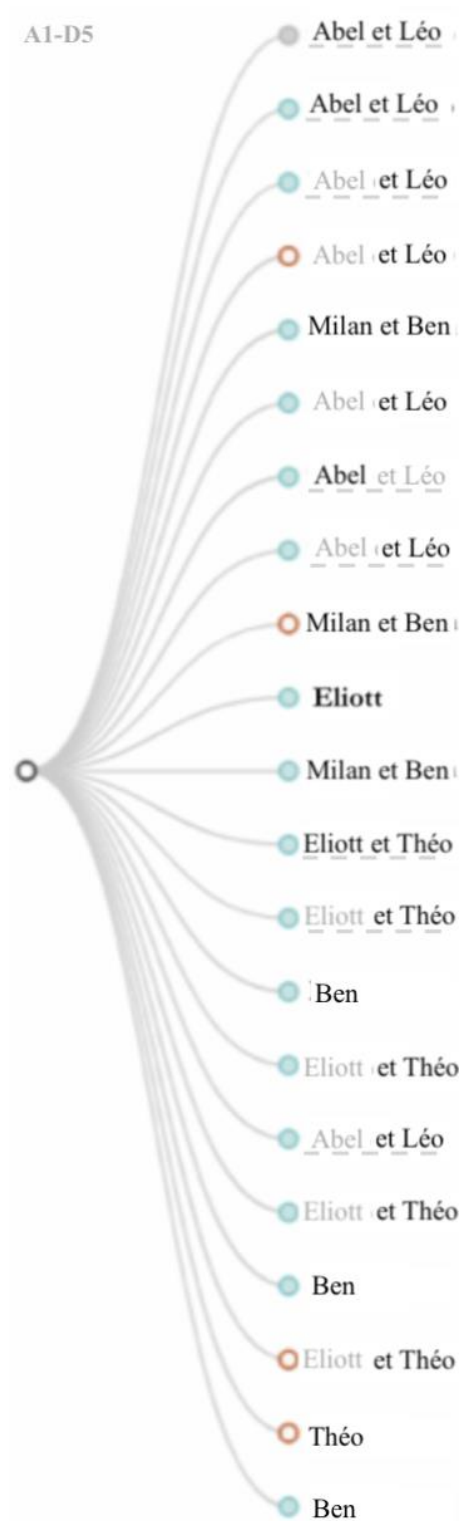 A1-D5
Abel et Léo
Abel et Léo
Abel et Léo
Abel et Léo
Milan et Ben
Abel et Léo
Abel et Léo
Abel et Léo
Milan et Ben
Eliott
Milan et Ben
Eliott et Théo
Eliott et Théo
Ben
Eliott et Théo
Abel et Léo
Eliott et Théo
Ben
Eliott et Théo
Théo
Ben